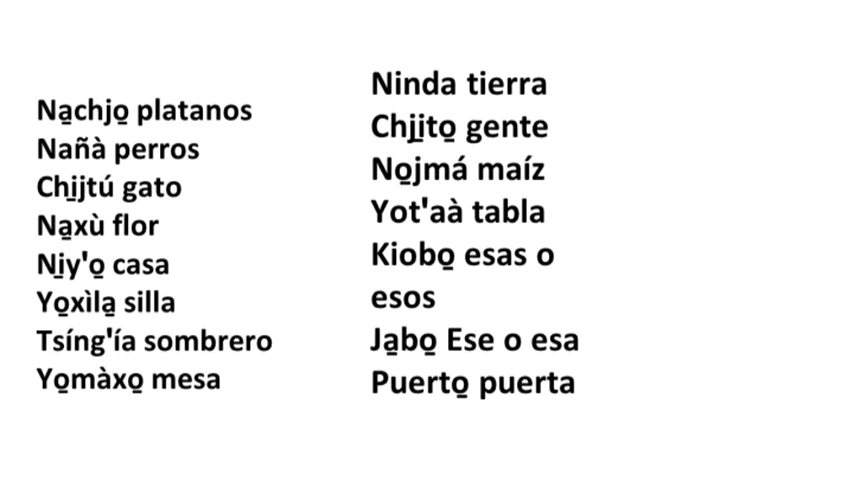 Na̱chjo̱ platanos
Nañà perros
Chi̱jtú gato
Na̱xù flor
Ni̱y'o̱ casa
Yo̱xìla̱ silla
Tsíng'ía sombrero
Yo̱màxo̱ mesa
Ninda tierra
Chj̱i̱to̱ gente
No̱jmá maíz
Yot'aà tabla
Kiobo̱ esas o
esos
Ja̱bo̱ Ese o esa
Puerto̱ puerta